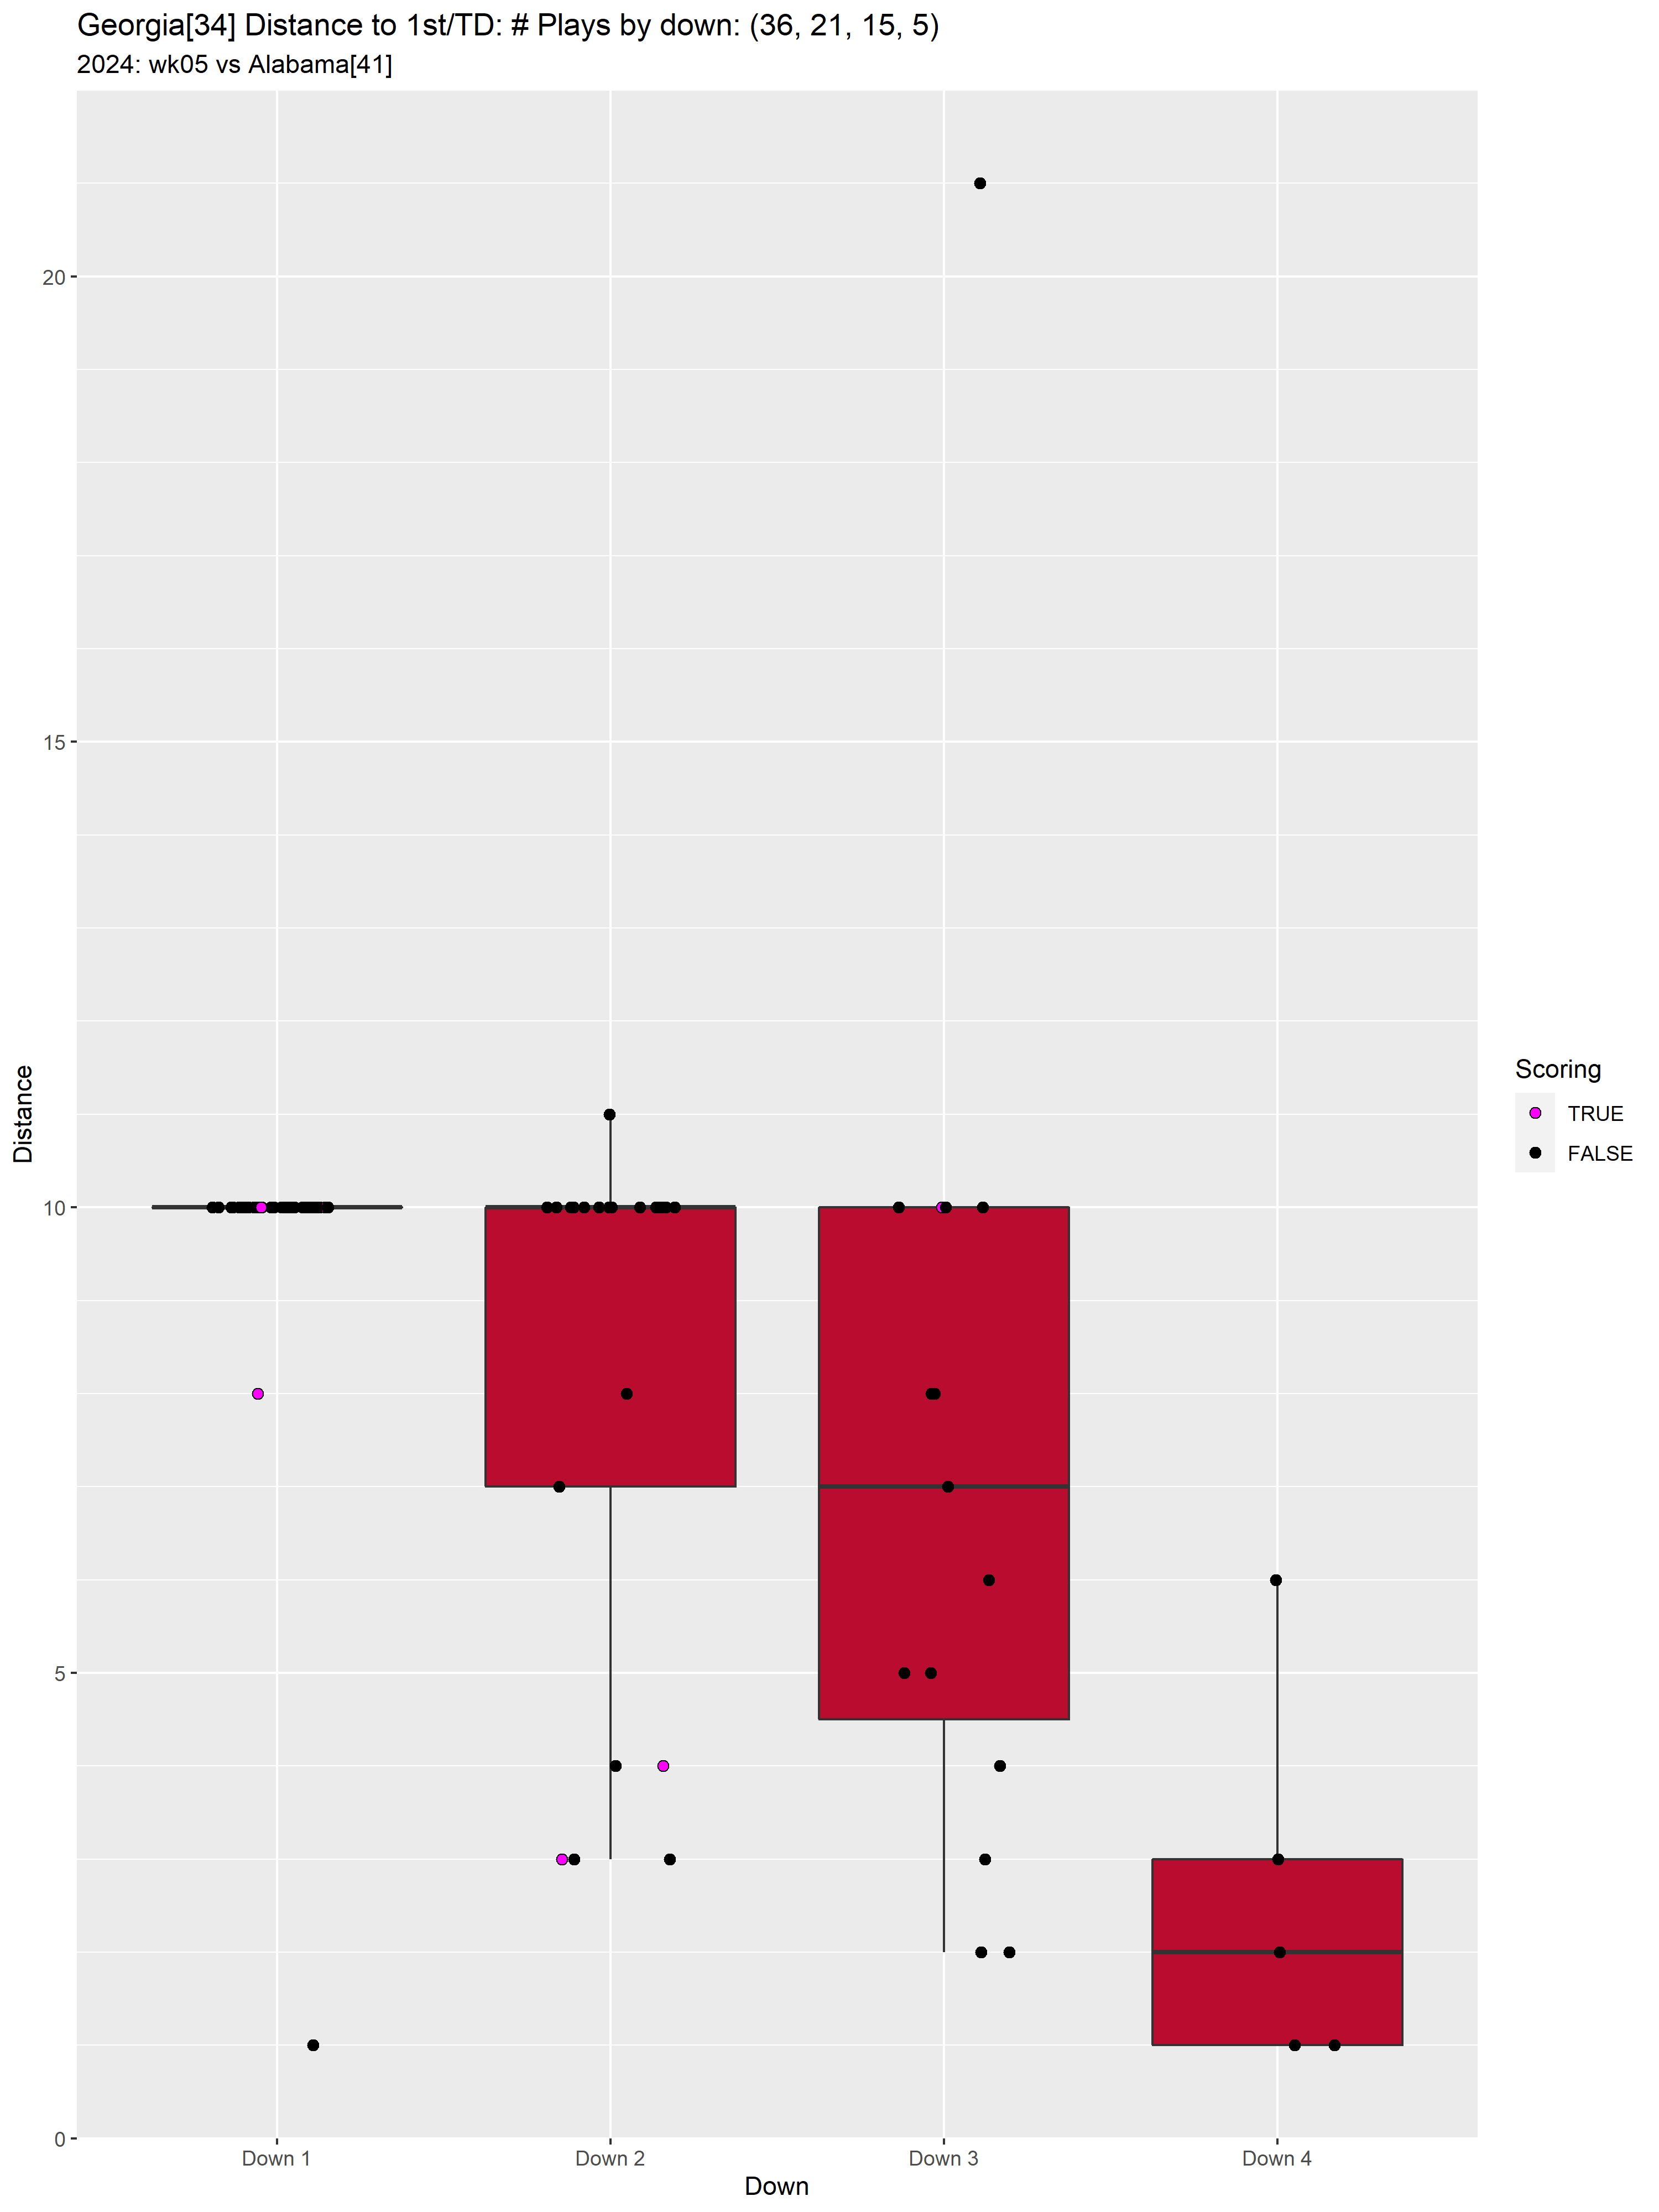 Georgia[34] Distance to 1st/TD: # Plays by down: (36, 21, 15, 5)
2024: wk05 vs Alabama[41]
Distance
20
15
10
5
0
Down 1
Down 2
Down 3
Down 4
Down
Scoring
TRUE
FALSE